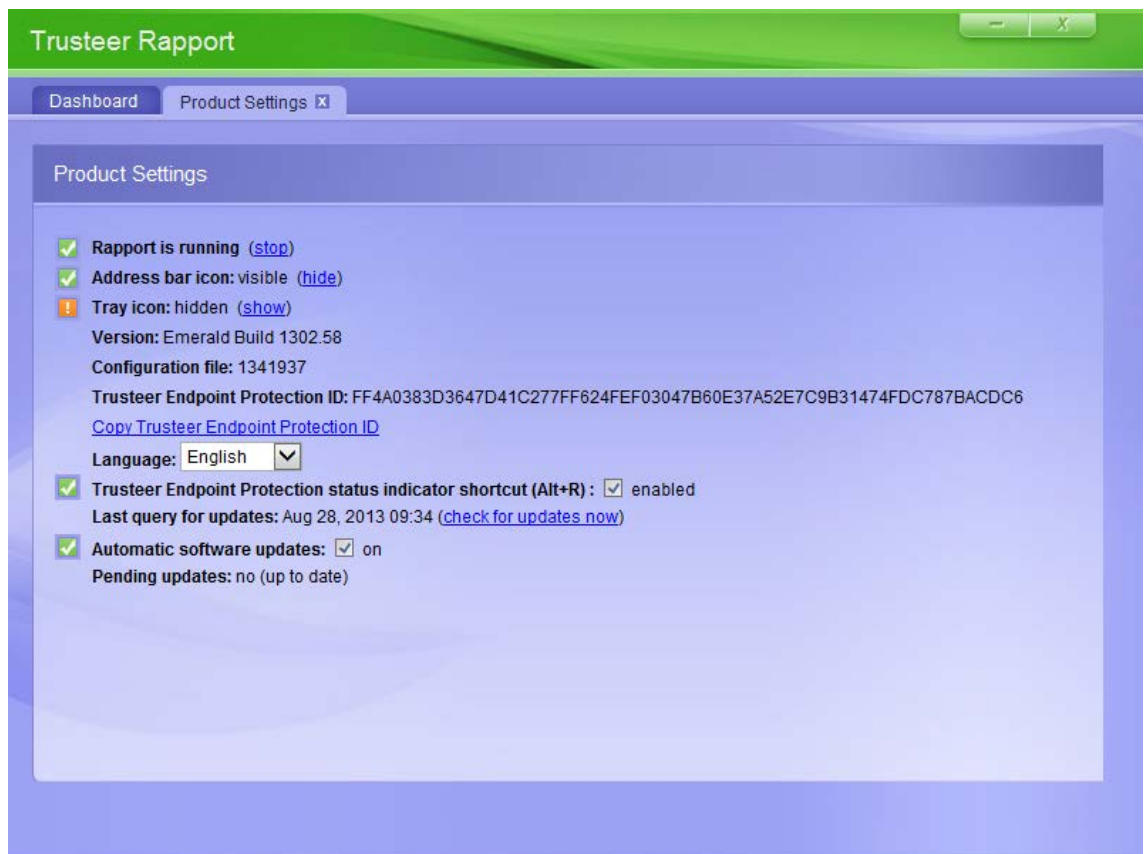 Trusteer Rapport
— X
Dashboard
Product Settings x
Product Settings
Rapport is running (stop)
Address bar icon: visible (hide)
! Tray icon: hidden (show)
Version: Emerald Build 1302.58
Configuration file: 1341937
Trusteer Endpoint Protection ID: FF4A0383D3647D41C277FF624FEF03047B60E37A52E7C9B31474FDC787BACDC6
Copy Trusteer Endpoint Protection ID
Language: English
Trusteer Endpoint Protection status indicator shortcut (Alt+R) : enabled
Last query for updates: Aug 28, 2013 09:34 (check for updates now)
Automatic software updates: on
Pending updates: no (up to date)